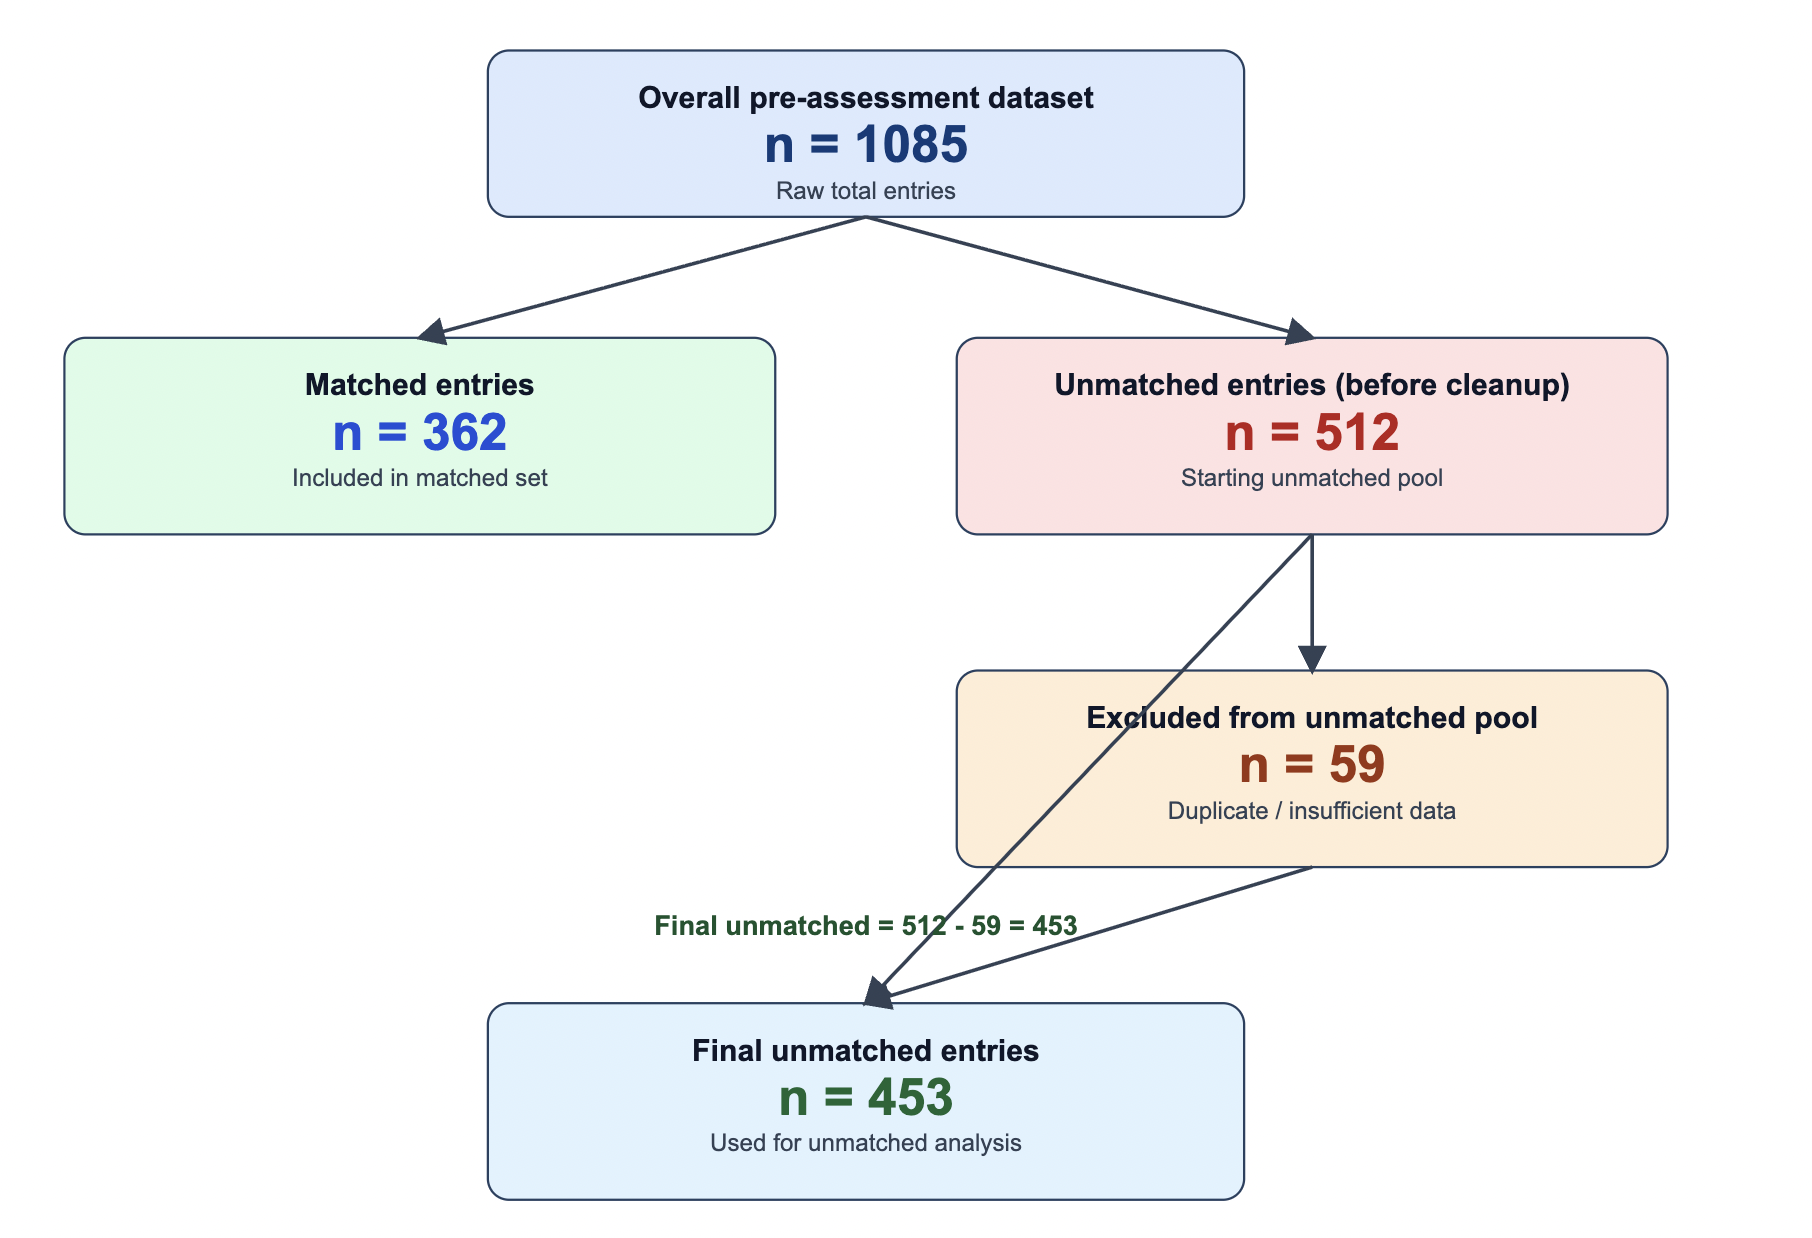 Overall pre-assessment dataset
n = 1085
Raw total entries
Matched entries
n = 362
Included in matched set
Unmatched entries (before cleanup)
n = 512
Starting unmatched pool
Excluded from unmatched pool
n = 59
Duplicate / insufficient data
Final unmatched = 512 - 59 = 453
Final unmatched entries
n = 453
Used for unmatched analysis